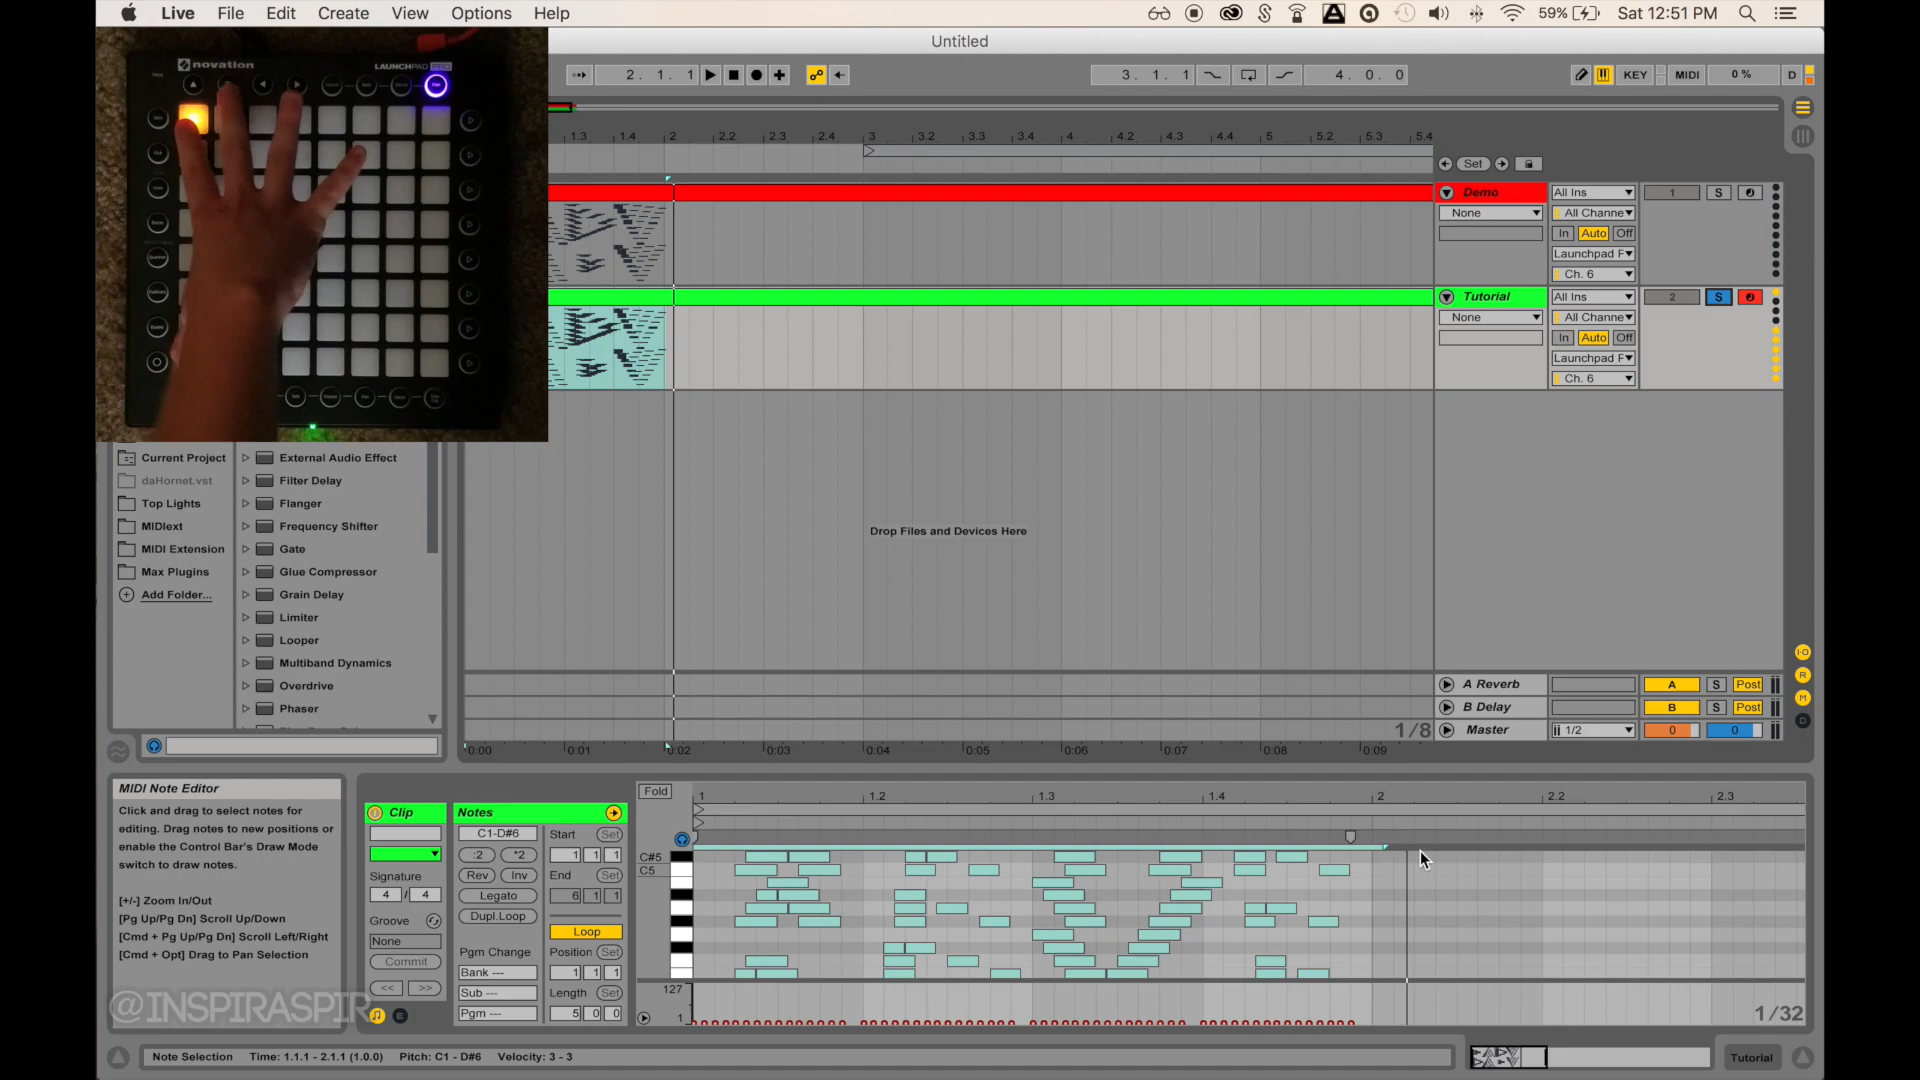 Live File Edit Create View Options Help
59% Sat 12:51 PM
Untitled
novation
LAUNCHPAD PRO
2. 1. 1
3. 1. 1
4. 0. 0
KEY MIDI 0 % D
1.3 1.4 2 2.2 2.3 2.4 3 3.2 3.3 3.4 4 4.2 4.3 4.4 5 5.2 5.3 5.4
Set
Demo All Ins 1 S
None All Channe
In Auto Off
Launchpad F
Ch. 6
Tutorial All Ins 2 S
None All Channe
In Auto Off
Launchpad F
Ch. 6
Current Project
daHornet.vst
Top Lights
MIDIext
MIDI Extension
Max Plugins
Add Folder...
External Audio Effect
Filter Delay
Flanger
Frequency Shifter
Gate
Glue Compressor
Grain Delay
Limiter
Looper
Multiband Dynamics
Overdrive
Phaser
Drop Files and Devices Here
A Reverb A S Post
B Delay B S Post
1/8 Master 1/2 0 0
0:00 0:01 0:02 0:03 0:04 0:05 0:06 0:07 0:08 0:09
I·O
R
M
D
MIDI Note Editor
Click and drag to select notes for
editing. Drag notes to new positions or
enable the Control Bar's Draw Mode
switch to draw notes.
[+/-] Zoom In/Out
[Pg Up/Pg Dn] Scroll Up/Down
[Cmd + Pg Up/Pg Dn] Scroll Left/Right
[Cmd + Opt] Drag to Pan Selection
@INSPIRASPIR
Clip
Signature
4 / 4
Groove
None
Commit
<< >>
E
Notes
C1-D#6
:2 *2
Rev Inv
Legato
Dupl.Loop
Pgm Change
Bank ---
Sub ---
Pgm ---
Start Set
1 1 1
End Set
6 1 1
Loop
Position Set
1 1 1
Length Set
5 0 0
Fold
1 1.2 1.3 1.4 2 2.2 2.3
C#5
C5
127
1
1/32
Note Selection Time: 1.1.1 - 2.1.1 (1.0.0) Pitch: C1 - D#6 Velocity: 3 - 3
Tutorial